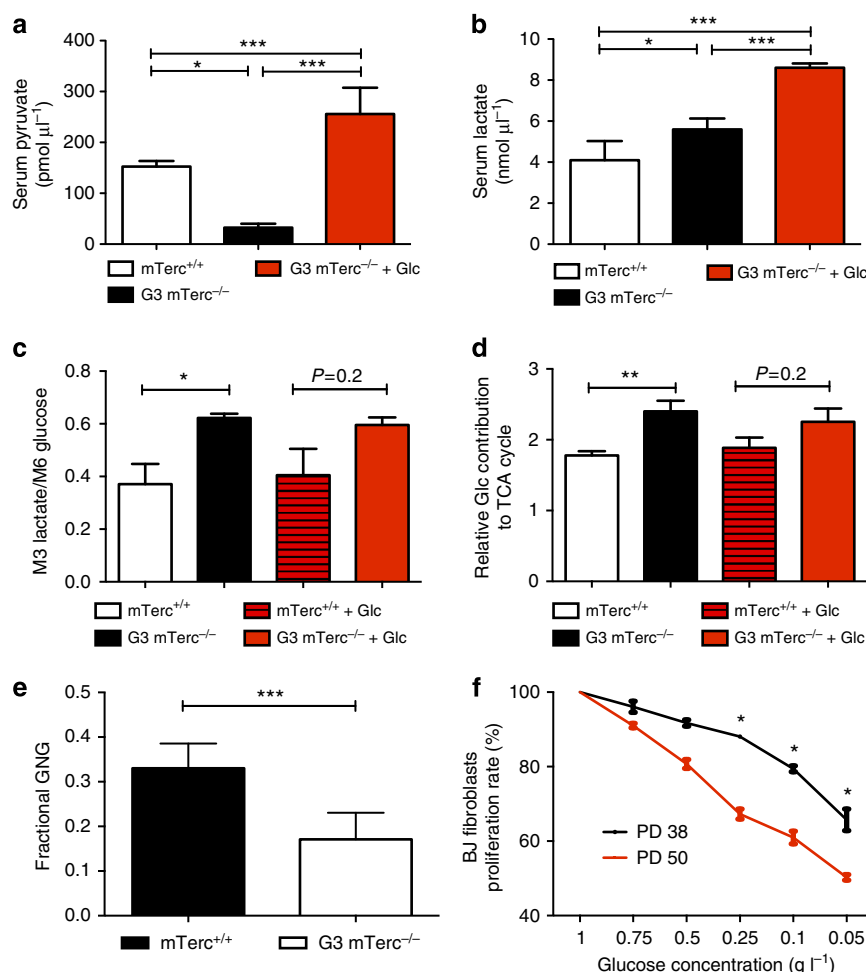 a
***
*
***
Serum pyruvate
(pmol µl⁻¹)
400
300
200
100
0
mTerc⁺/⁺
G3 mTerc⁻/⁻ + Glc
G3 mTerc⁻/⁻
b
***
*
***
Serum lactate
(nmol µl⁻¹)
10
8
6
4
2
0
mTerc⁺/⁺
G3 mTerc⁻/⁻ + Glc
G3 mTerc⁻/⁻
c
*
P=0.2
M3 lactate/M6 glucose
0.8
0.6
0.4
0.2
0.0
mTerc⁺/⁺
mTerc⁺/⁺ + Glc
G3 mTerc⁻/⁻
G3 mTerc⁻/⁻ + Glc
d
**
P=0.2
Relative Glc contribution
to TCA cycle
3
2
1
0
mTerc⁺/⁺
mTerc⁺/⁺ + Glc
G3 mTerc⁻/⁻
G3 mTerc⁻/⁻ + Glc
e
***
Fractional GNG
0.5
0.4
0.3
0.2
0.1
0.0
mTerc⁺/⁺
G3 mTerc⁻/⁻
f
BJ fibroblasts
proliferation rate (%)
100
80
60
40
*
*
*
PD 38
PD 50
1 0.75 0.5 0.25 0.1 0.05
Glucose concentration (g l⁻¹)